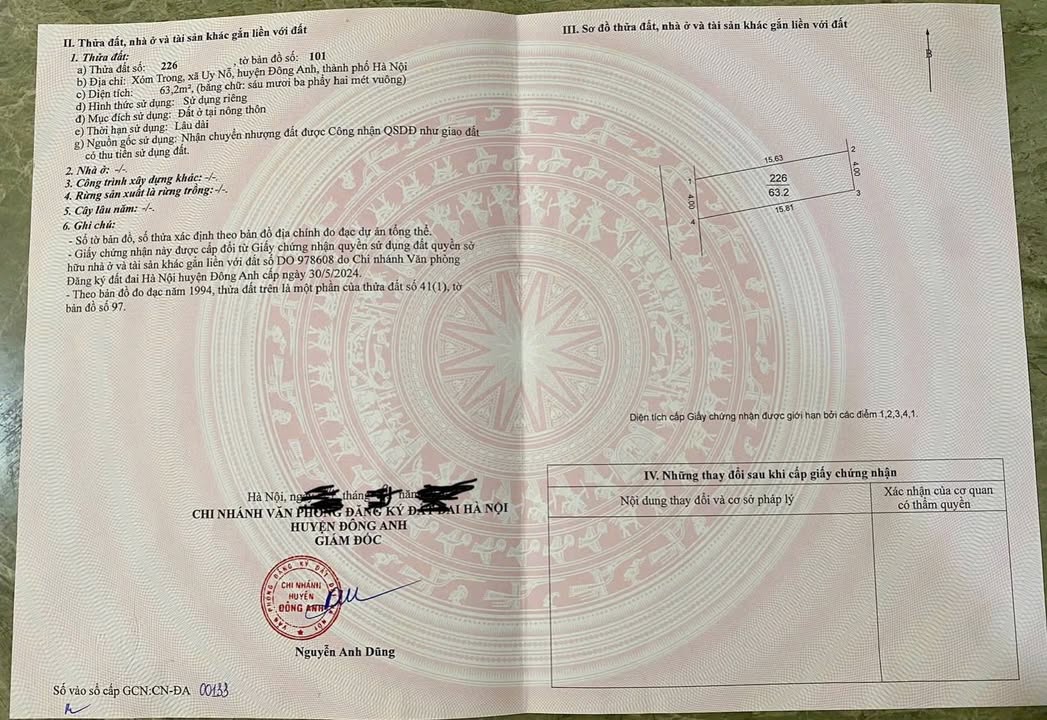 II. Thửa đất, nhà ở và tài sản khác gắn liền với đất
1. Thửa đất:
a) Thửa đất số: 226 , tờ bản đồ số: 101
b) Địa chỉ: Xóm Trong, xã Uy Nỗ, huyện Đông Anh, thành phố Hà Nội
c) Diện tích: 63,2m², (bằng chữ: sáu mươi ba phẩy hai mét vuông)
d) Hình thức sử dụng: Sử dụng riêng
đ) Mục đích sử dụng: Đất ở tại nông thôn
e) Thời hạn sử dụng: Lâu dài
g) Nguồn gốc sử dụng: Nhận chuyển nhượng đất được Công nhận QSDĐ như giao đất
có thu tiền sử dụng đất.
2. Nhà ở: -/-
3. Công trình xây dựng khác: -/-.
4. Rừng sản xuất là rừng trồng: -/-.
5. Cây lâu năm: -/-.
6. Ghi chú:
- Số tờ bản đồ, số thửa xác định theo bản đồ địa chính đo đạc dự án tổng thể.
- Giấy chứng nhận này được cấp đổi từ Giấy chứng nhận quyền sử dụng đất quyền sở
hữu nhà ở và tài sản khác gắn liền với đất số DO 978608 do Chi nhánh Văn phòng
Đăng ký đất đai Hà Nội huyện Đông Anh cấp ngày 30/5/2024.
- Theo bản đồ đo đạc năm 1994, thửa đất trên là một phần của thửa đất số 41(1), tờ
bản đồ số 97.
Hà Nội, tháng năm
CHI NHÁNH VĂN PHÒNG ĐĂNG KÝ ĐẤT ĐAI HÀ NỘI
HUYỆN ĐÔNG ANH
GIÁM ĐỐC
VĂN PHÒNG ĐĂNG KÝ ĐẤT ĐAI HÀ NỘI
CHI NHÁNH
HUYỆN
ĐÔNG ANH
Nguyễn Anh Dũng
Số vào sổ cấp GCN:CN-ĐA 00133
III. Sơ đồ thửa đất, nhà ở và tài sản khác gắn liền với đất
B
15.63
2
1
226
63.2
4.00
4.00
3
4
15.81
Diện tích cấp Giấy chứng nhận được giới hạn bởi các điểm 1,2,3,4,1.
IV. Những thay đổi sau khi cấp giấy chứng nhận
Nội dung thay đổi và cơ sở pháp lý
Xác nhận của cơ quan
có thẩm quyền